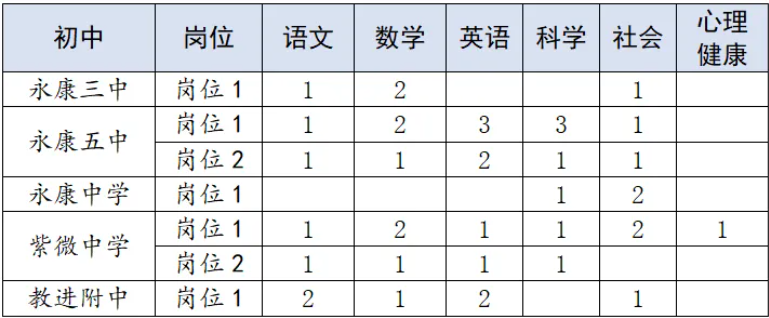 初中 岗位 语文 数学 英语 科学 社会 心理健康
永康三中 岗位1 1 2 1
永康五中 岗位1 1 2 3 3 1
岗位2 1 1 2 1 1
永康中学 岗位1 1 2
紫微中学 岗位1 1 2 1 1 2 1
岗位2 1 1 1 1
教进附中 岗位1 2 1 2 1